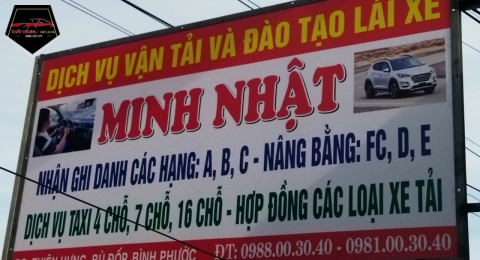 DỊCH VỤ VẬN TẢI VÀ ĐÀO TẠO LÁI XE
MINH NHẬT
NHẬN GHI DANH CÁC HẠNG: A, B, C - NÂNG BẰNG: FC, D, E
DỊCH VỤ TAXI 4 CHỖ, 7 CHỖ, 16 CHỖ - HỢP ĐỒNG CÁC LOẠI XE TẢI
THIỆN HƯNG, BÙ ĐỐP, BÌNH PHƯỚC ĐT: 0988.00.30.40 - 0981.00.30.40